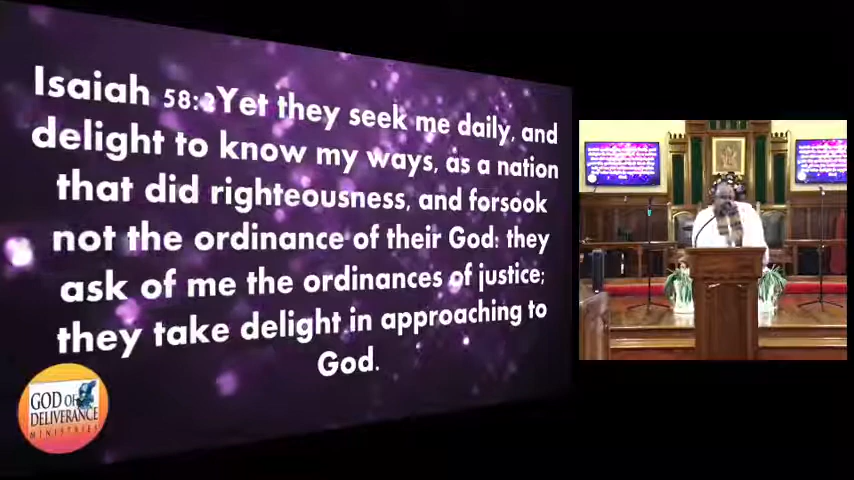 Isaiah 58:2Yet they seek me daily, and
delight to know my ways, as a nation
that did righteousness, and forsook
not the ordinance of their God: they
ask of me the ordinances of justice;
they take delight in approaching to
God.
GOD OF
DELIVERANCE
MINISTRIES